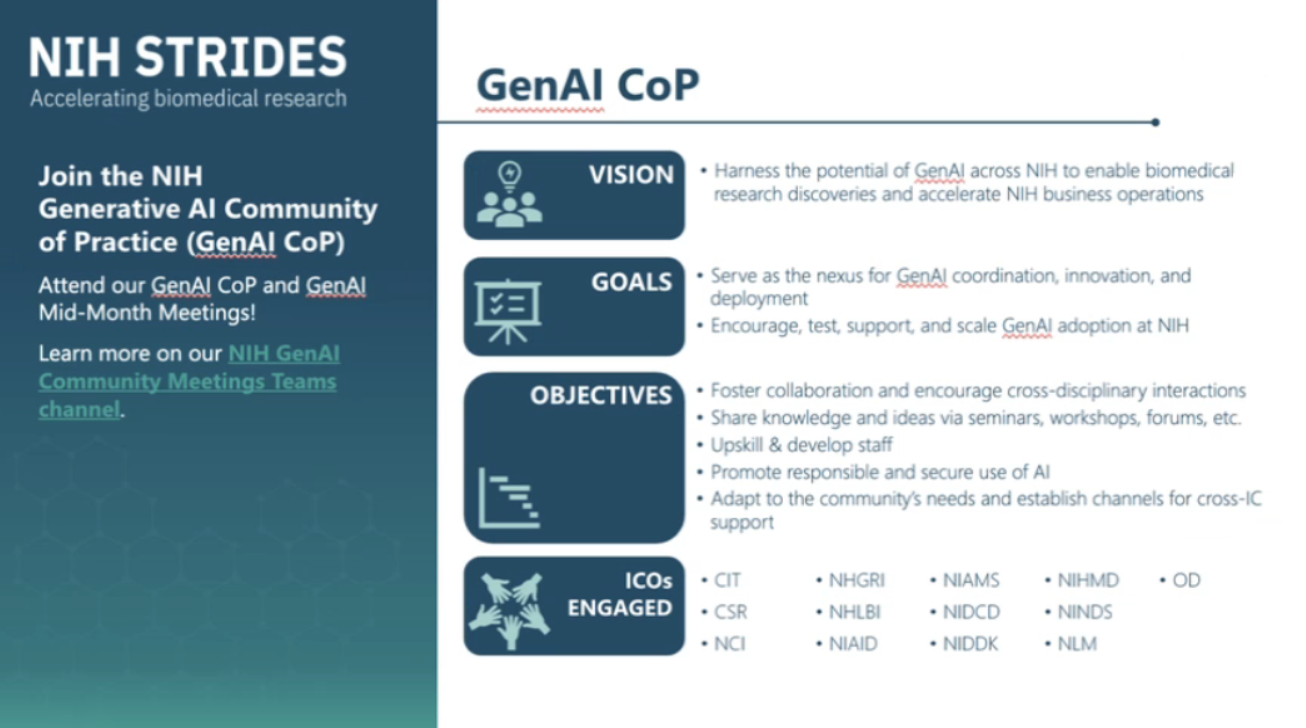 NIH STRIDES
Accelerating biomedical research
Join the NIH
Generative AI Community
of Practice (GenAI CoP)
Attend our GenAI CoP and GenAI
Mid-Month Meetings!
Learn more on our NIH GenAI
Community Meetings Teams
channel.
GenAI CoP
VISION
• Harness the potential of GenAI across NIH to enable biomedical
research discoveries and accelerate NIH business operations
GOALS
• Serve as the nexus for GenAI coordination, innovation, and
deployment
• Encourage, test, support, and scale GenAI adoption at NIH
OBJECTIVES
• Foster collaboration and encourage cross-disciplinary interactions
• Share knowledge and ideas via seminars, workshops, forums, etc.
• Upskill & develop staff
• Promote responsible and secure use of AI
• Adapt to the community's needs and establish channels for cross-IC
support
ICOs
ENGAGED
• CIT • NHGRI • NIAMS • NIHMD • OD
• CSR • NHLBI • NIDCD • NINDS
• NCI • NIAID • NIDDK • NLM